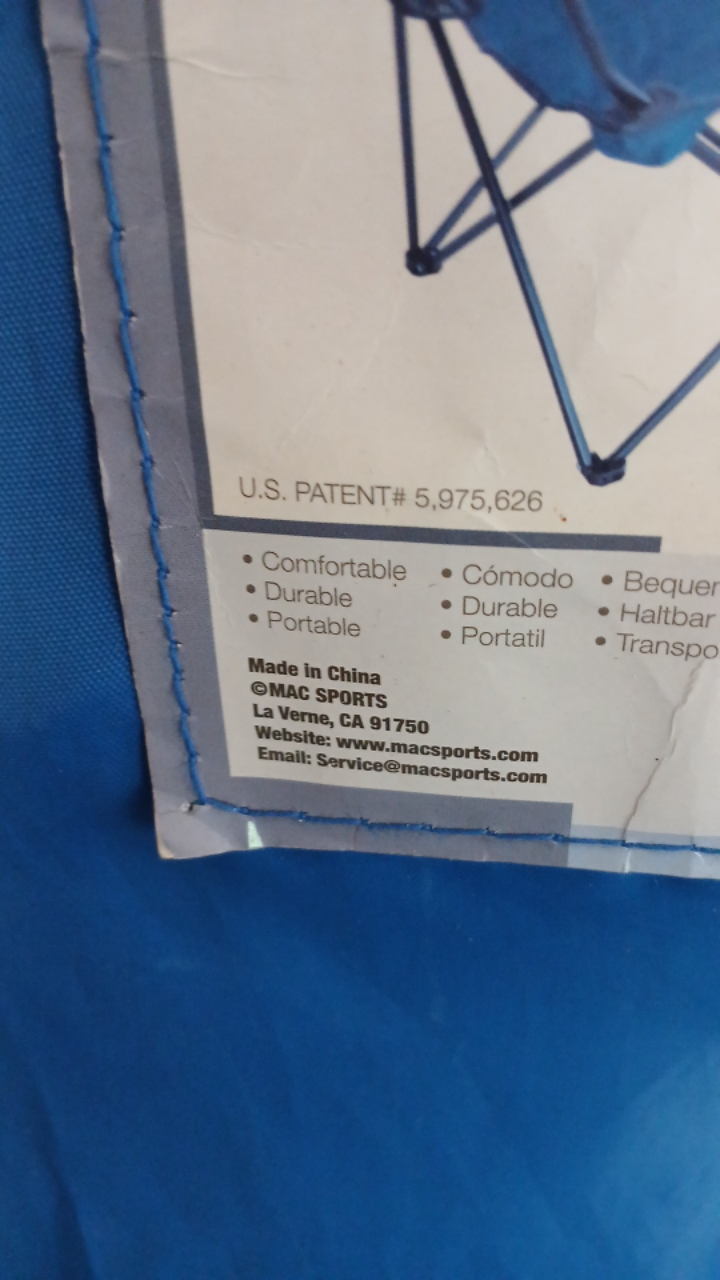 U.S. PATENT# 5,975,626
• Comfortable
• Durable
• Portable
• Cómodo
• Durable
• Portatil
• Haltbar
Made in China
©MAC SPORTS
La Verne, CA 91750
Website: www.macsports.com
Email: Service@macsports.com